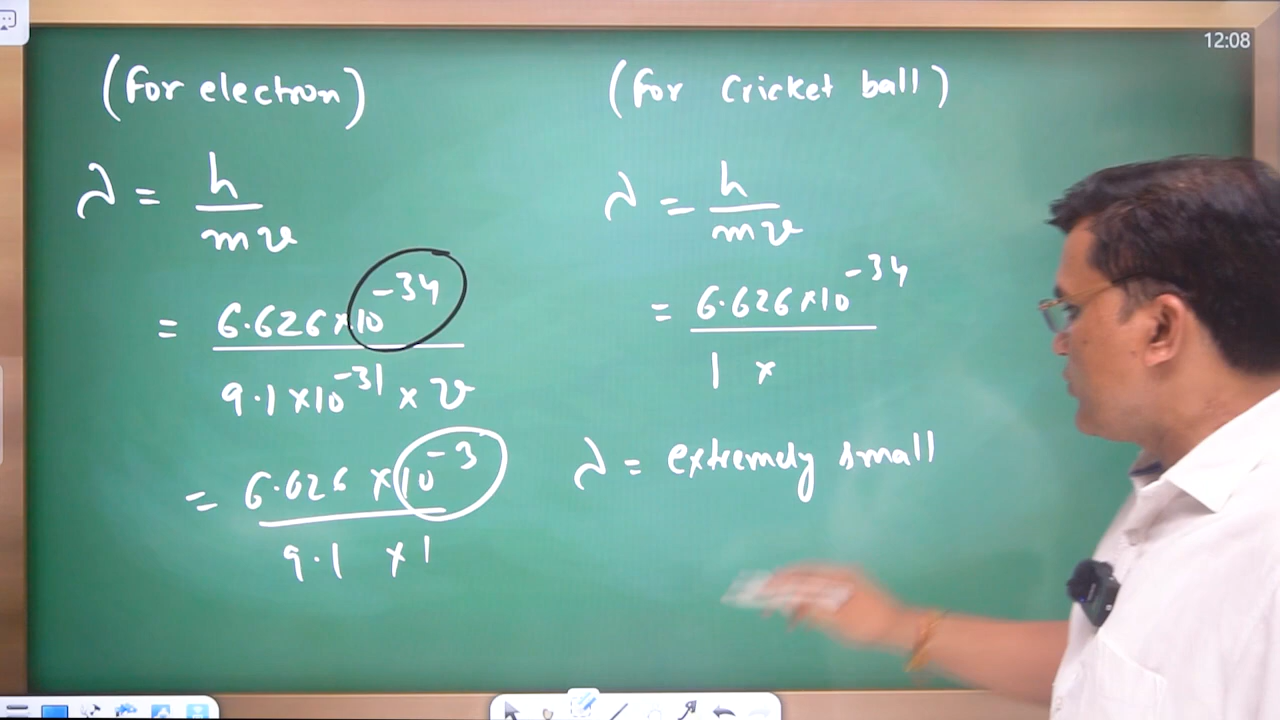 12:08
(For electron)
λ = h / mv
= 6.626×10^-34 / 9.1×10^-31 × v
= 6.626 ×10^-3 / 9.1 ×1
(For Cricket ball)
λ = h / mv
= 6.626×10^-34 / 1 ×
λ = extremely small